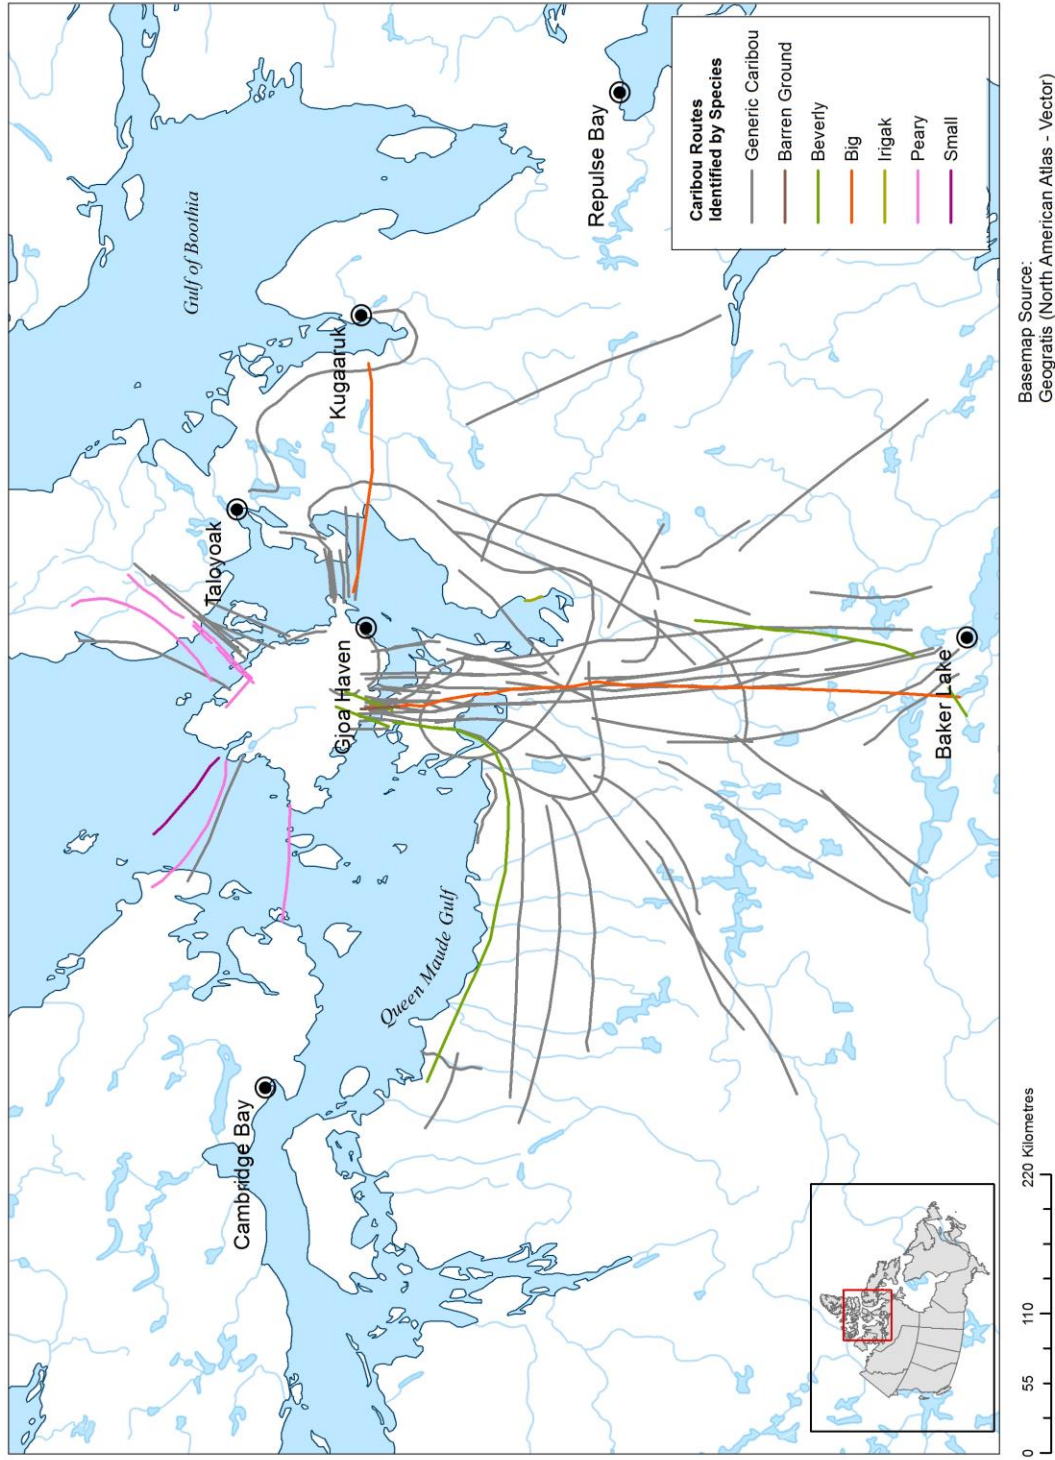 Gulf of Boothia
Repulse Bay
Kugaaruk
Taloyoak
Gjoa Haven
Queen Maude Gulf
Cambridge Bay
Baker Lake
Caribou Routes
Identified by Species
Generic Caribou
Barren Ground
Beverly
Big
Irigak
Peary
Small
0 55 110 220 Kilometres
Basemap Source:
Geogratis (North American Atlas - Vector)